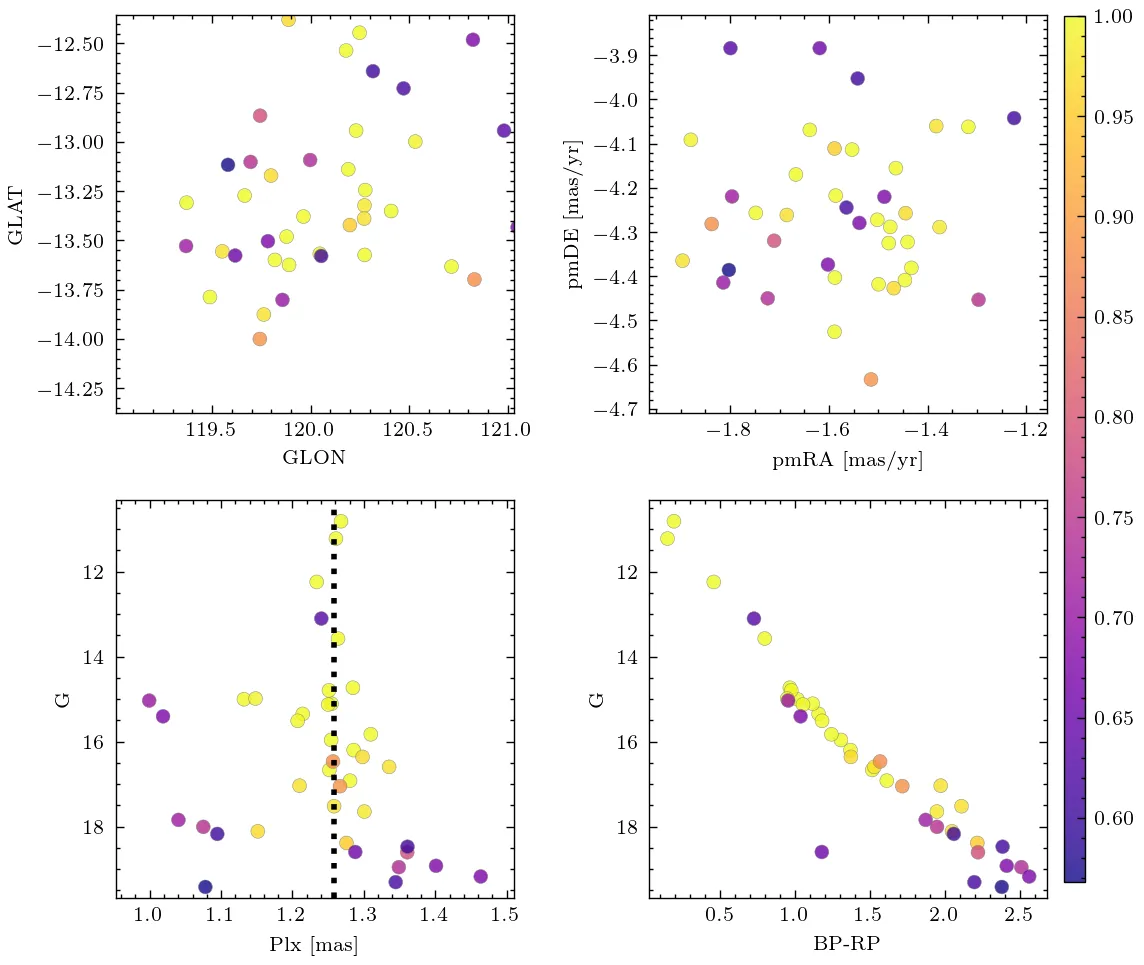 −12.50
−12.75
−13.00
−13.25
−13.50
−13.75
−14.00
−14.25
GLAT
119.5 120.0 120.5 121.0
GLON
−3.9
−4.0
−4.1
−4.2
−4.3
−4.4
−4.5
−4.6
−4.7
pmDE [mas/yr]
−1.8 −1.6 −1.4 −1.2
pmRA [mas/yr]
1.00
0.95
0.90
0.85
0.80
0.75
0.70
0.65
0.60
12
14
16
18
G
1.0 1.1 1.2 1.3 1.4 1.5
Plx [mas]
12
14
16
18
G
0.5 1.0 1.5 2.0 2.5
BP-RP